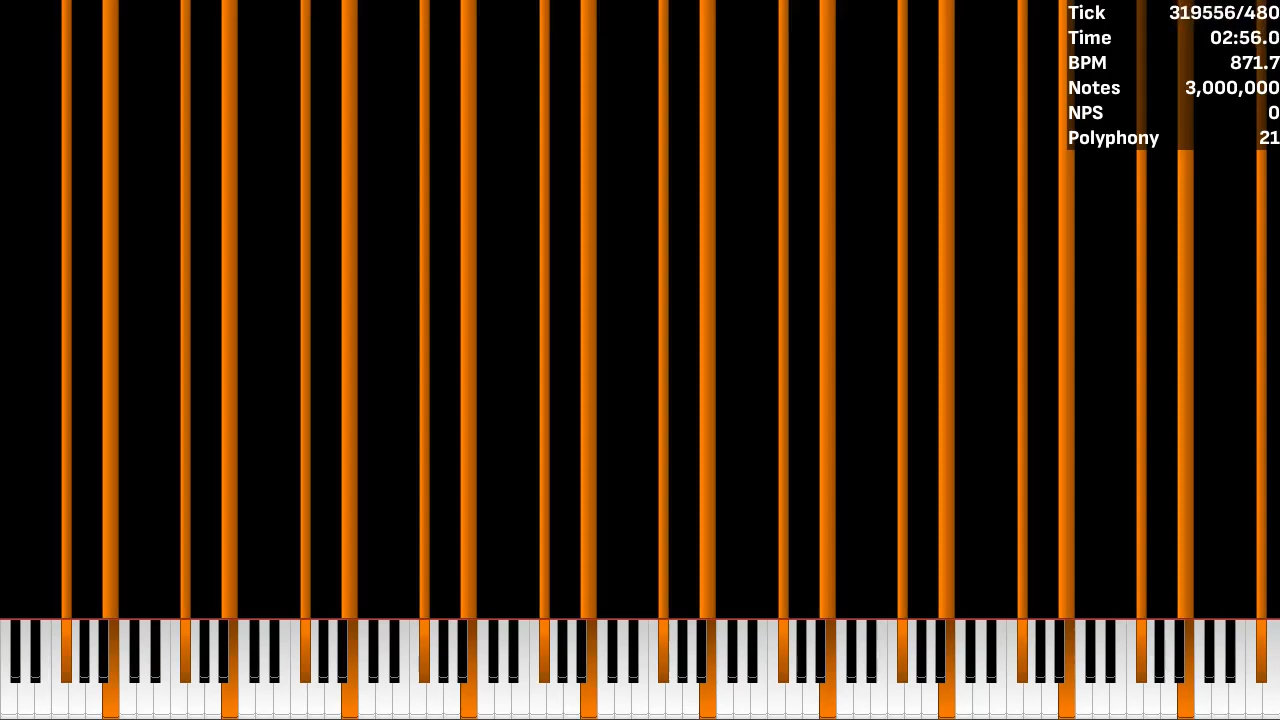 Tick 319556/480
Time 02:56.0
BPM 871.7
Notes 3,000,000
NPS 0
Polyphony 21